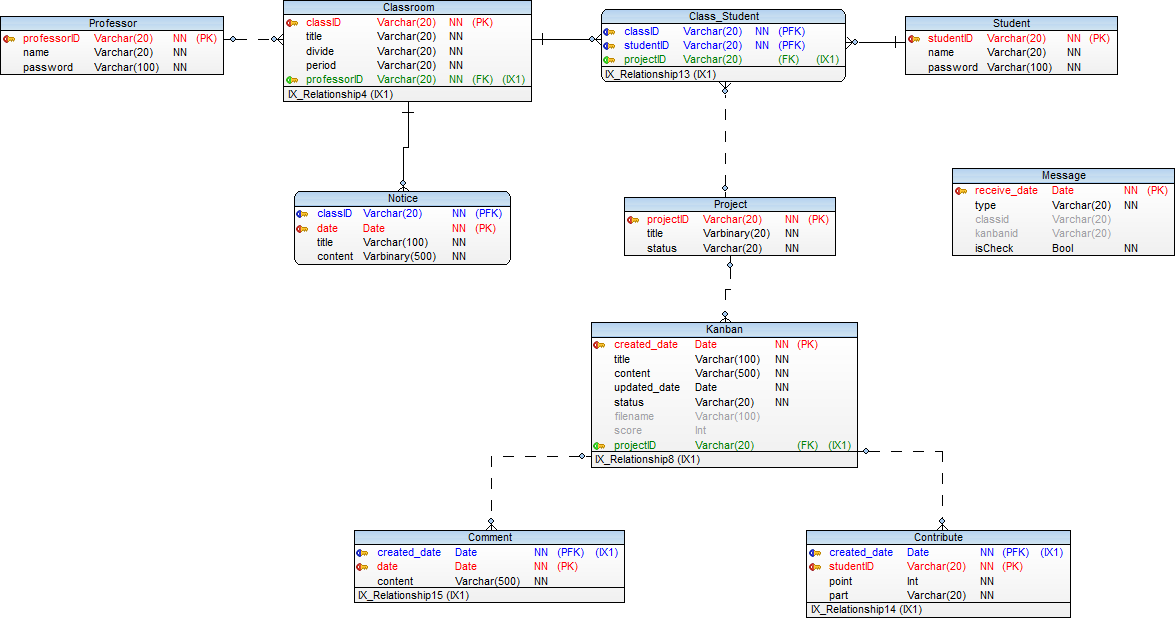 Professor
professorID Varchar(20) NN (PK)
name Varchar(20) NN
password Varchar(100) NN
Classroom
classID Varchar(20) NN (PK)
title Varchar(20) NN
divide Varchar(20) NN
period Varchar(20) NN
professorID Varchar(20) NN (FK) (IX1)
IX_Relationship4 (IX1)
Class_Student
classID Varchar(20) NN (PFK)
studentID Varchar(20) NN (PFK)
projectID Varchar(20) (FK) (IX1)
IX_Relationship13 (IX1)
Student
studentID Varchar(20) NN (PK)
name Varchar(20) NN
password Varchar(100) NN
Notice
classID Varchar(20) NN (PFK)
date Date NN (PK)
title Varchar(100) NN
content Varbinary(500) NN
Project
projectID Varchar(20) NN (PK)
title Varbinary(20) NN
status Varchar(20) NN
Message
receive_date Date NN (PK)
type Varchar(20) NN
classid Varchar(20)
kanbanid Varchar(20)
isCheck Bool NN
Kanban
created_date Date NN (PK)
title Varchar(100) NN
content Varchar(500) NN
updated_date Date NN
status Varchar(20) NN
filename Varchar(100)
score Int
projectID Varchar(20) (FK) (IX1)
IX_Relationship8 (IX1)
Comment
created_date Date NN (PFK) (IX1)
date Date NN (PK)
content Varchar(500) NN
IX_Relationship15 (IX1)
Contribute
created_date Date NN (PFK) (IX1)
studentID Varchar(20) NN (PK)
point Int NN
part Varchar(20) NN
IX_Relationship14 (IX1)